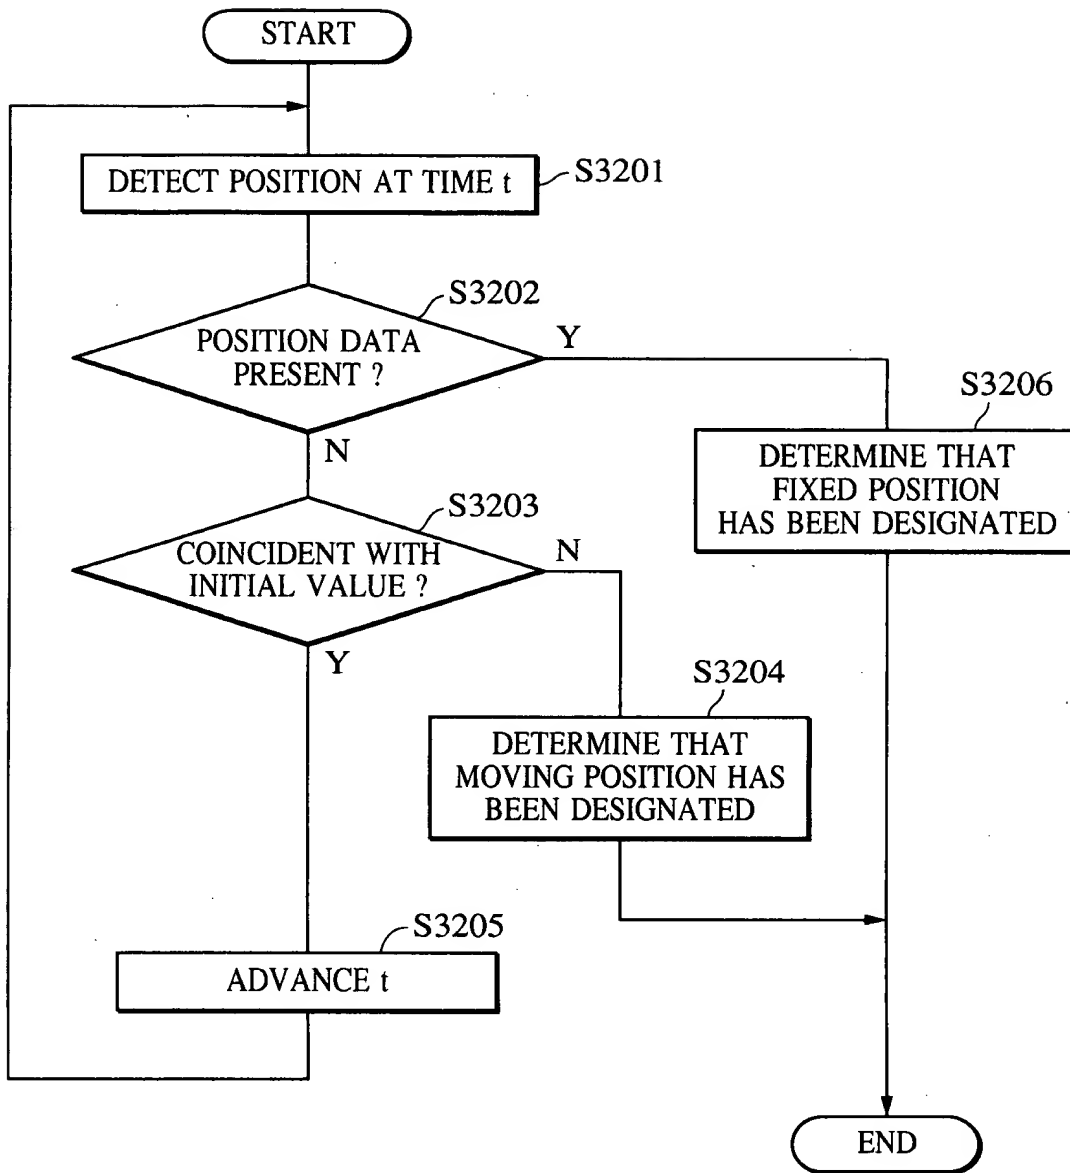 START
DETECT POSITION AT TIME t
S3201
S3202
POSITION DATA
PRESENT ?
Y
N
S3206
DETERMINE THAT
FIXED POSITION
HAS BEEN DESIGNATED
S3203
COINCIDENT WITH
INITIAL VALUE ?
N
Y
S3204
DETERMINE THAT
MOVING POSITION HAS
BEEN DESIGNATED
S3205
ADVANCE t
END